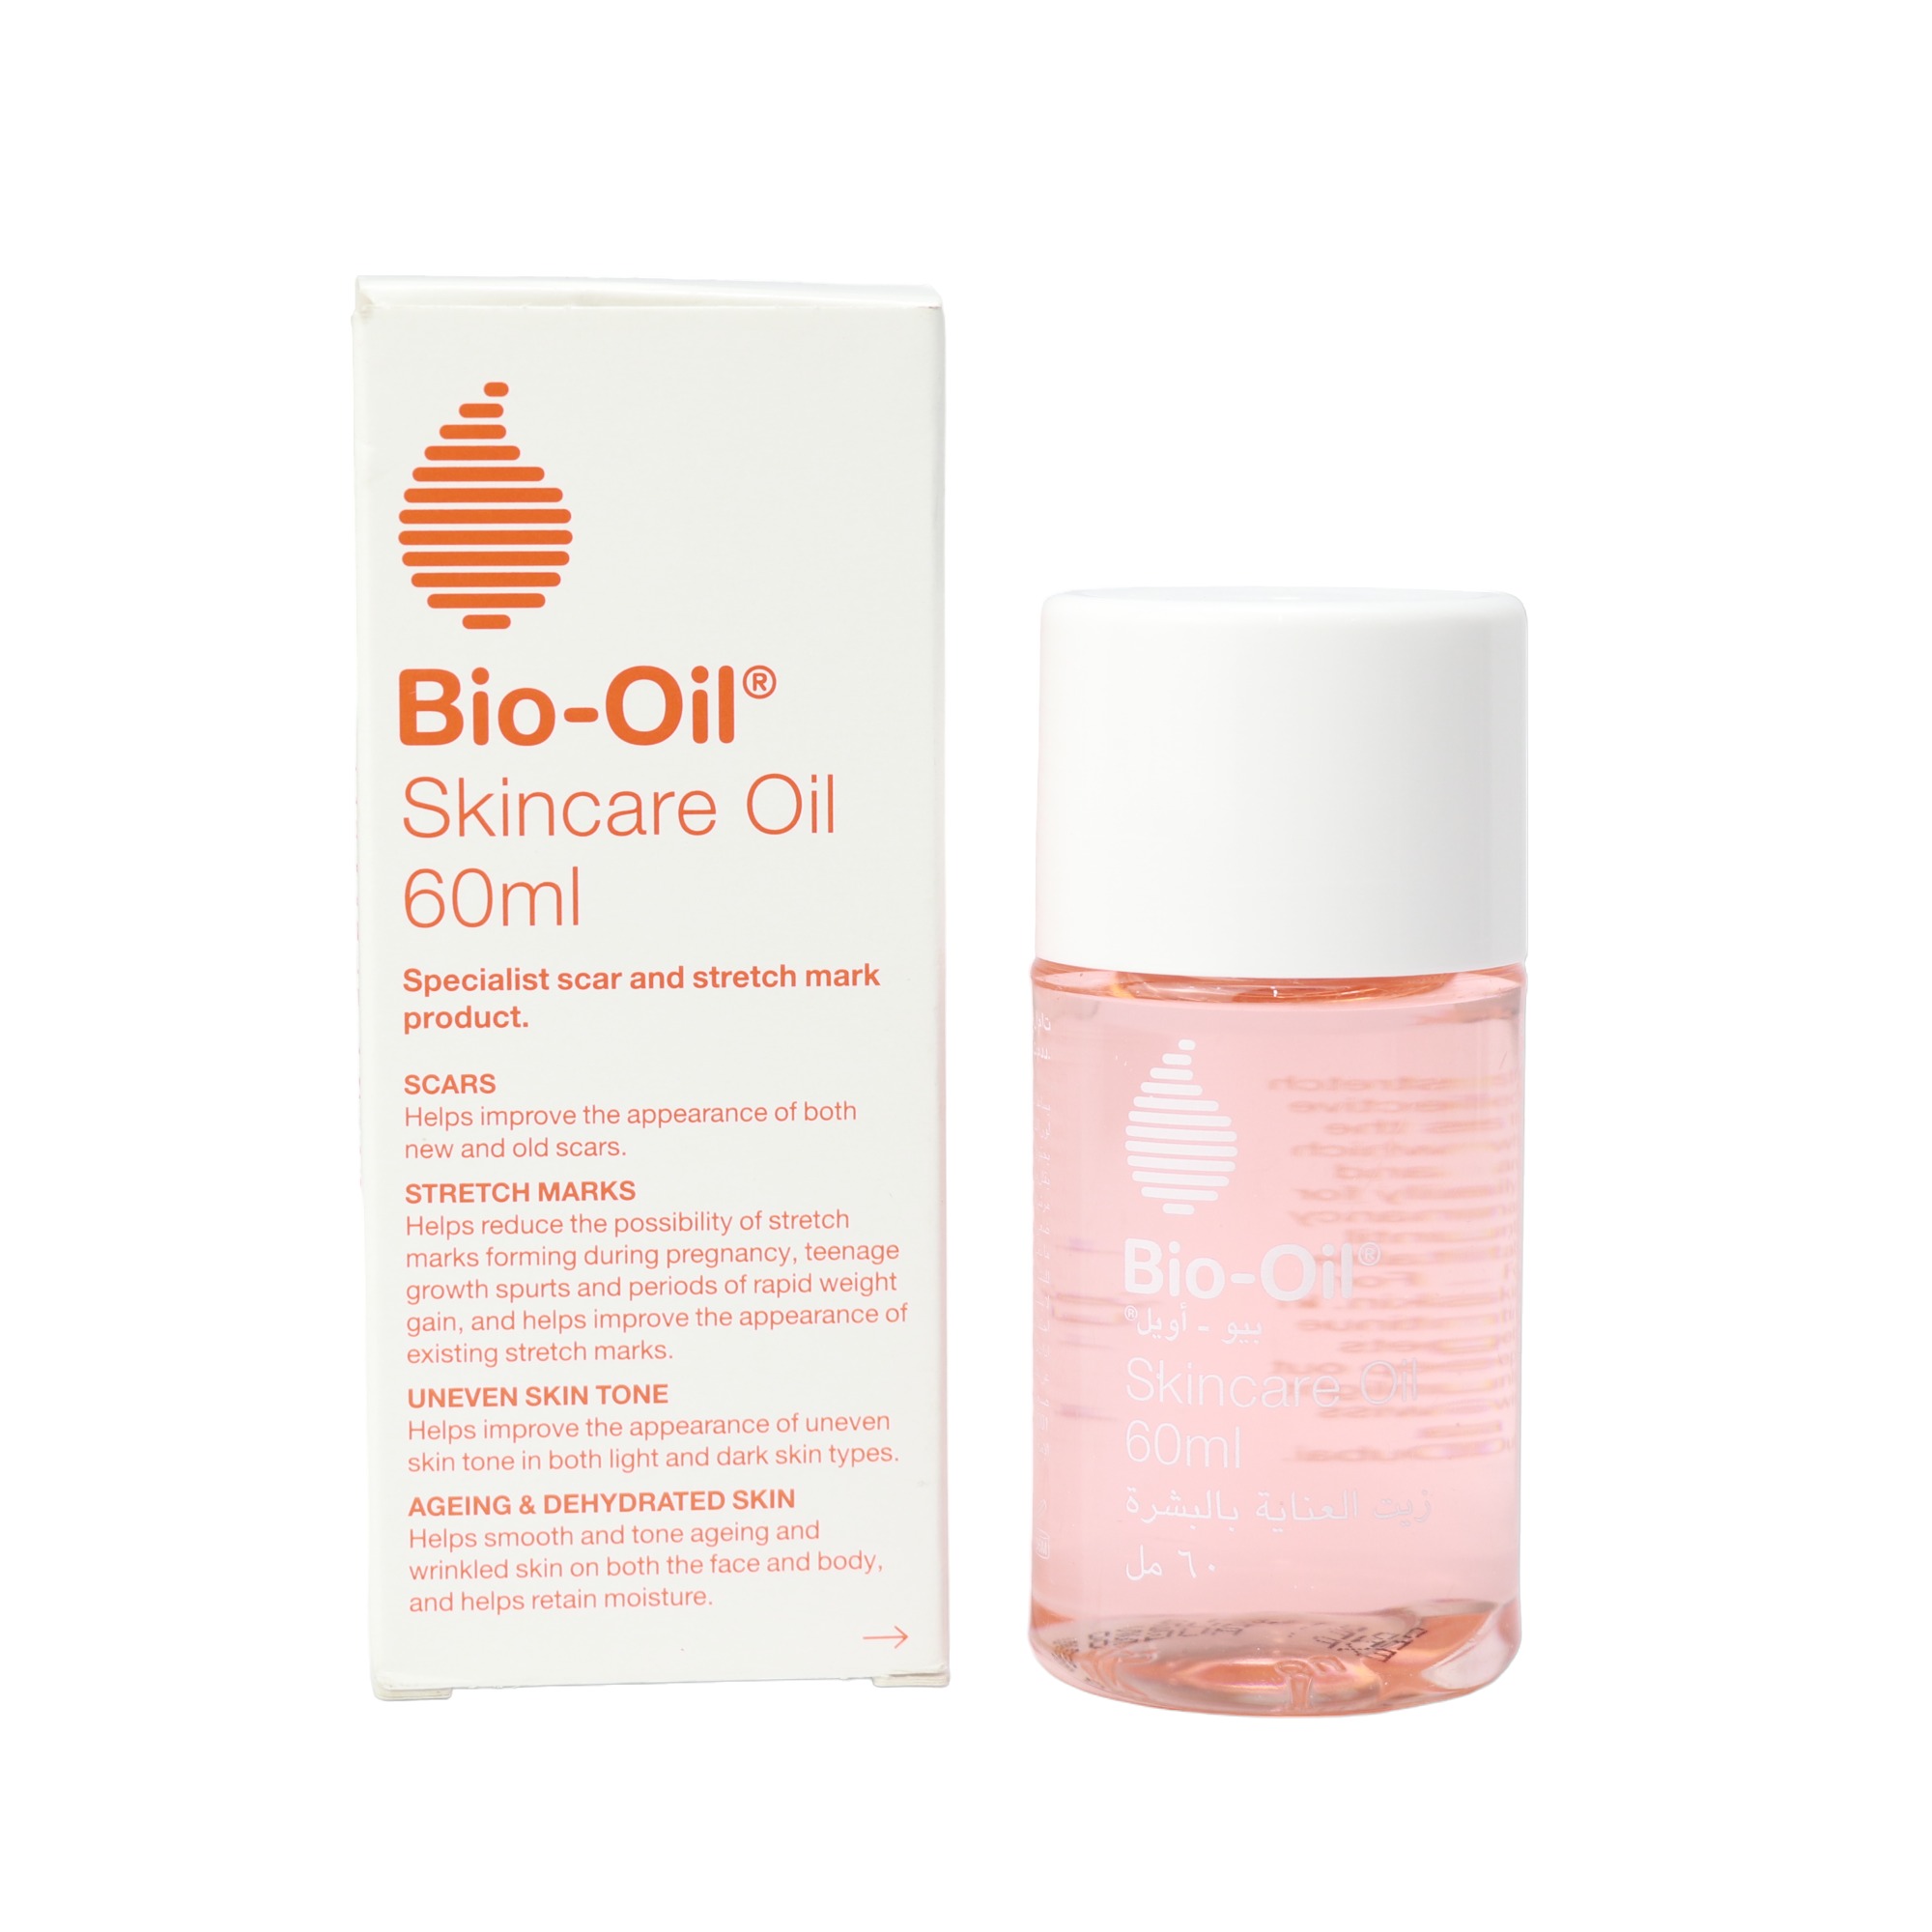 Bio-Oil®
Skincare Oil
60ml
Specialist scar and stretch mark
product.
SCARS
Helps improve the appearance of both
new and old scars.
STRETCH MARKS
Helps reduce the possibility of stretch
marks forming during pregnancy, teenage
growth spurts and periods of rapid weight
gain, and helps improve the appearance of
existing stretch marks.
UNEVEN SKIN TONE
Helps improve the appearance of uneven
skin tone in both light and dark skin types.
AGEING & DEHYDRATED SKIN
Helps smooth and tone ageing and
wrinkled skin on both the face and body,
and helps retain moisture.
Bio-Oil®
بيو - أويل®
Skincare Oil
60ml
زيت العناية بالبشرة
٦٠ مل